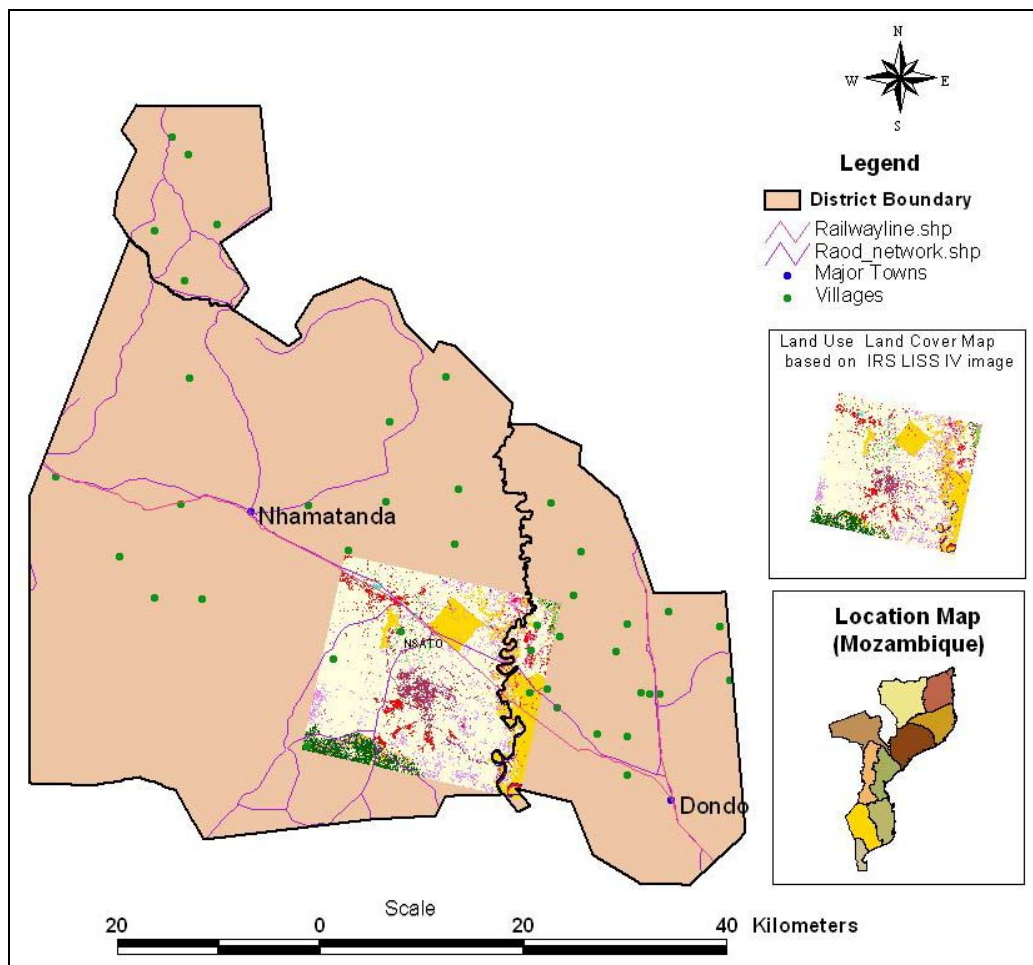 N
W E
S
Legend
District Boundary
Railwayline.shp
Raod_network.shp
Major Towns
Villages
Land Use Land Cover Map
based on IRS LISS IV image
Nhamatanda
NSATO
Location Map
(Mozambique)
Dondo
Scale
20 0 20 40 Kilometers